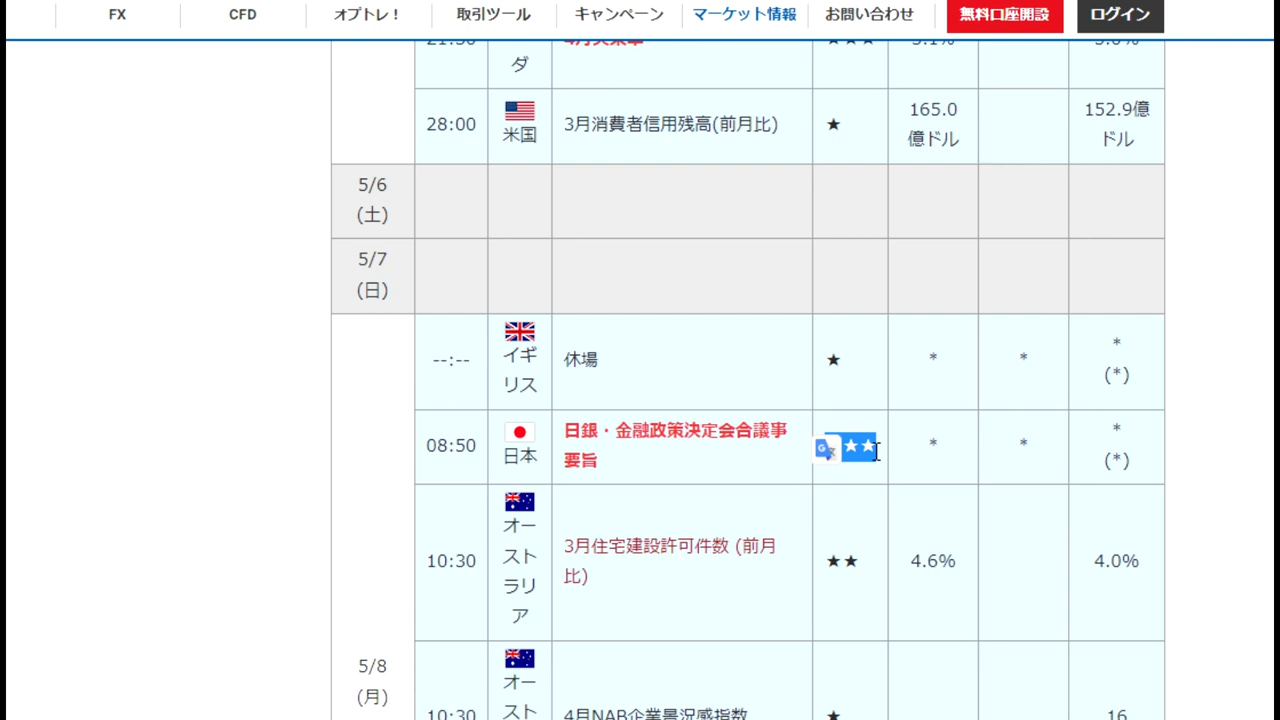 FX CFD オプトレ！ 取引ツール キャンペーン マーケット情報 お問い合わせ 無料口座開設 ログイン
ダ
28:00 米国 3月消費者信用残高(前月比) ★ 165.0
億ドル 152.9億
ドル
5/6
(土)
5/7
(日)
--:-- イギ
リス 休場 ★ * * *
(*)
08:50 日本 日銀・金融政策決定会合議事
要旨 ★★ * * *
(*)
10:30 オー
スト
ラリ
ア 3月住宅建設許可件数 (前月
比) ★★ 4.6% 4.0%
5/8
(月)
10:30 オー
スト 4月NAB企業景況感指数 ★ 16